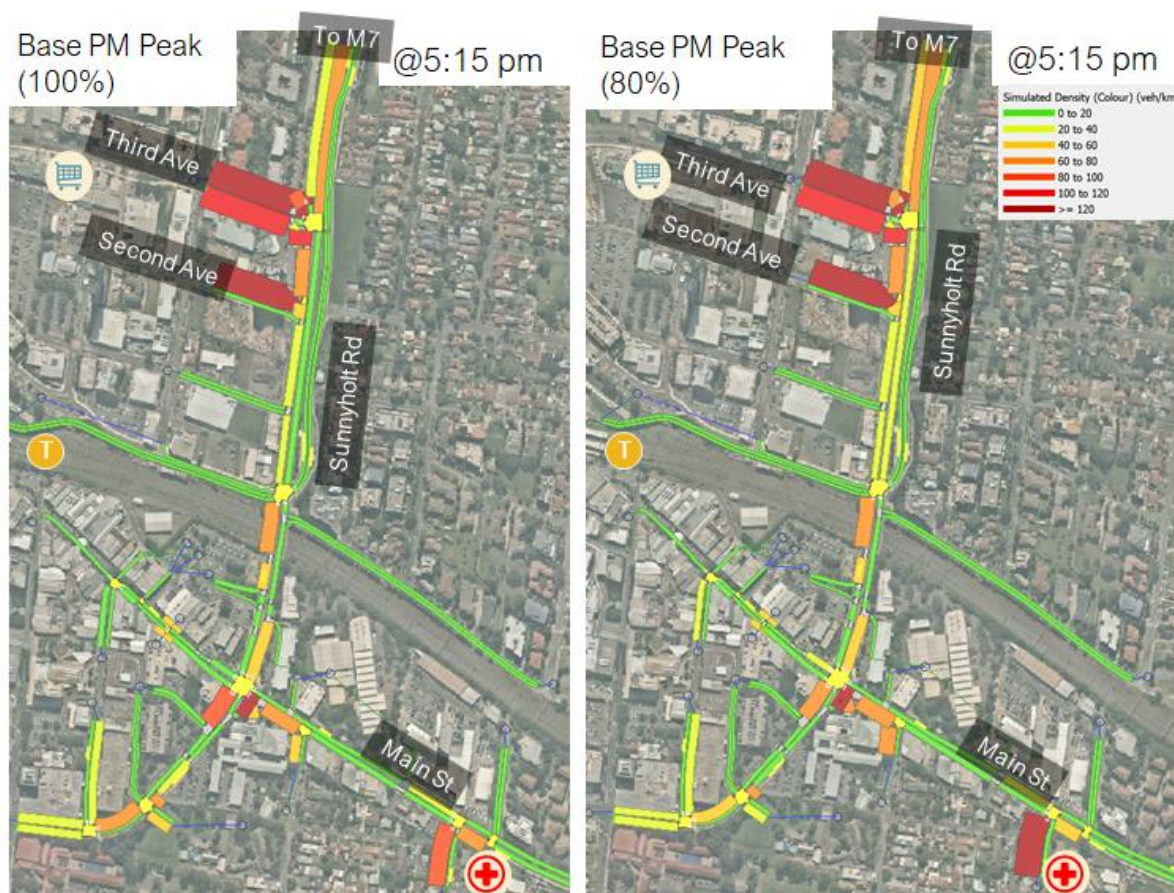 Base PM Peak
(100%)
To M7
@5:15 pm
Third Ave
Second Ave
Sunnyholt Rd
T
Main St
Base PM Peak
(80%)
To M7
@5:15 pm
Simulated Density (Colour) (veh/km
0 to 20
20 to 40
40 to 60
60 to 80
80 to 100
100 to 120
>= 120
Third Ave
Second Ave
Sunnyholt Rd
T
Main St